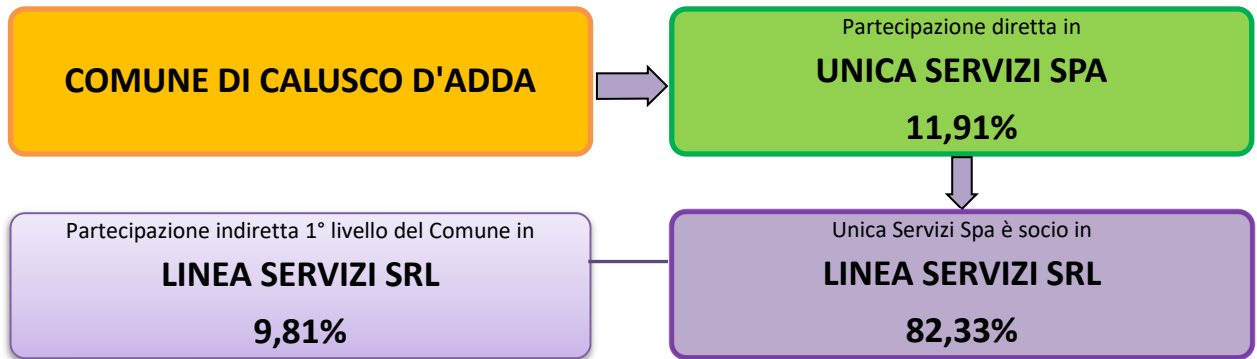 COMUNE DI CALUSCO D'ADDA
Partecipazione diretta in
UNICA SERVIZI SPA
11,91%
Partecipazione indiretta 1° livello del Comune in
LINEA SERVIZI SRL
9,81%
Unica Servizi Spa è socio in
LINEA SERVIZI SRL
82,33%